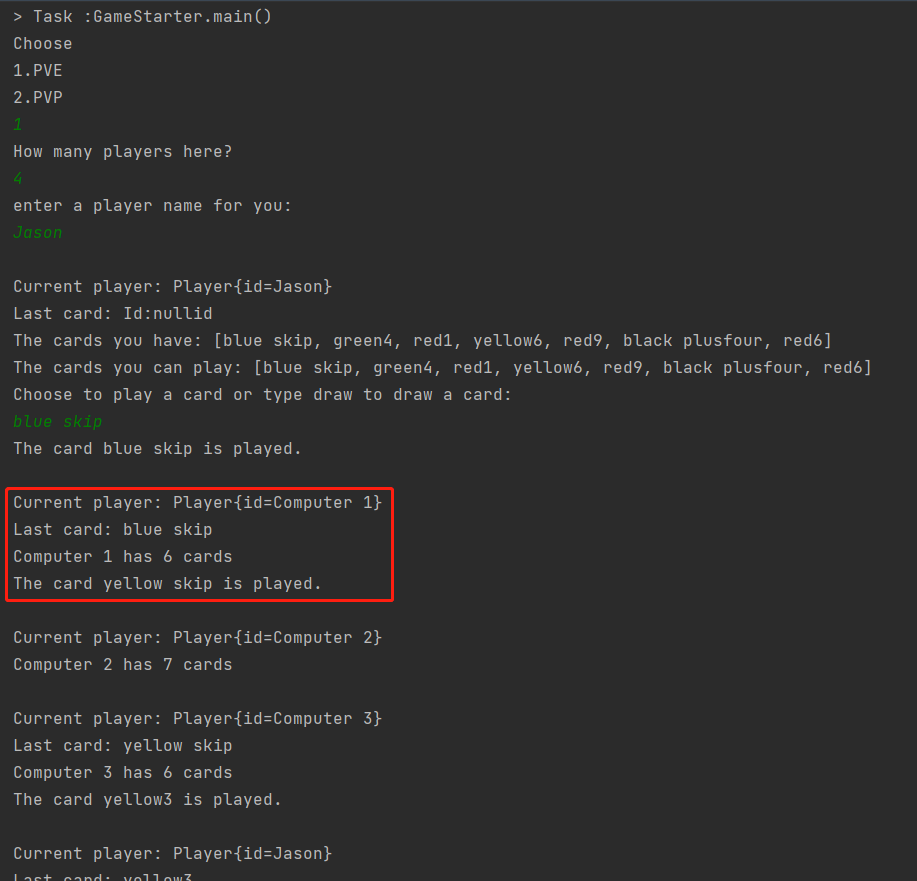 > Task :GameStarter.main()
Choose
1.PVE
2.PVP
1
How many players here?
4
enter a player name for you:
Jason
Current player: Player{id=Jason}
Last card: Id:nullid
The cards you have: [blue skip, green4, red1, yellow6, red9, black plusfour, red6]
The cards you can play: [blue skip, green4, red1, yellow6, red9, black plusfour, red6]
Choose to play a card or type draw to draw a card:
blue skip
The card blue skip is played.
Current player: Player{id=Computer 1}
Last card: blue skip
Computer 1 has 6 cards
The card yellow skip is played.
Current player: Player{id=Computer 2}
Computer 2 has 7 cards
Current player: Player{id=Computer 3}
Last card: yellow skip
Computer 3 has 6 cards
The card yellow3 is played.
Current player: Player{id=Jason}
Last card: yellow3